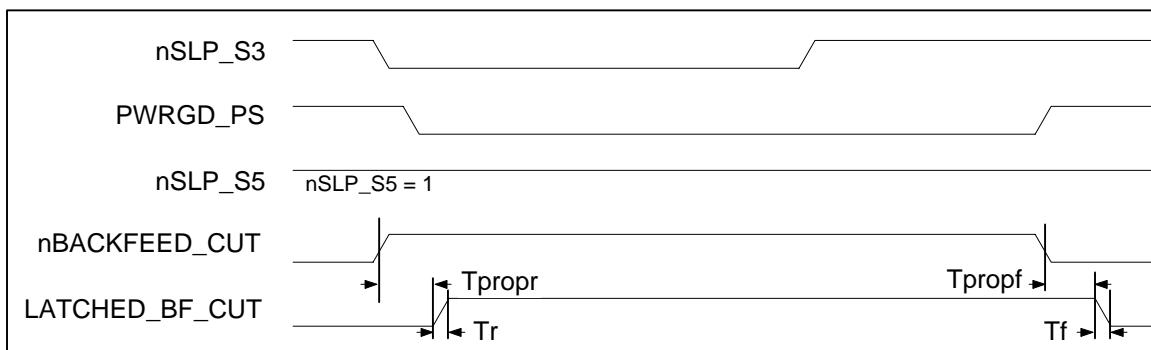 nSLP_S3
PWRGD_PS
nSLP_S5
nSLP_S5 = 1
nBACKFEED_CUT
Tpropr
Tpropf
LATCHED_BF_CUT
Tr
Tf